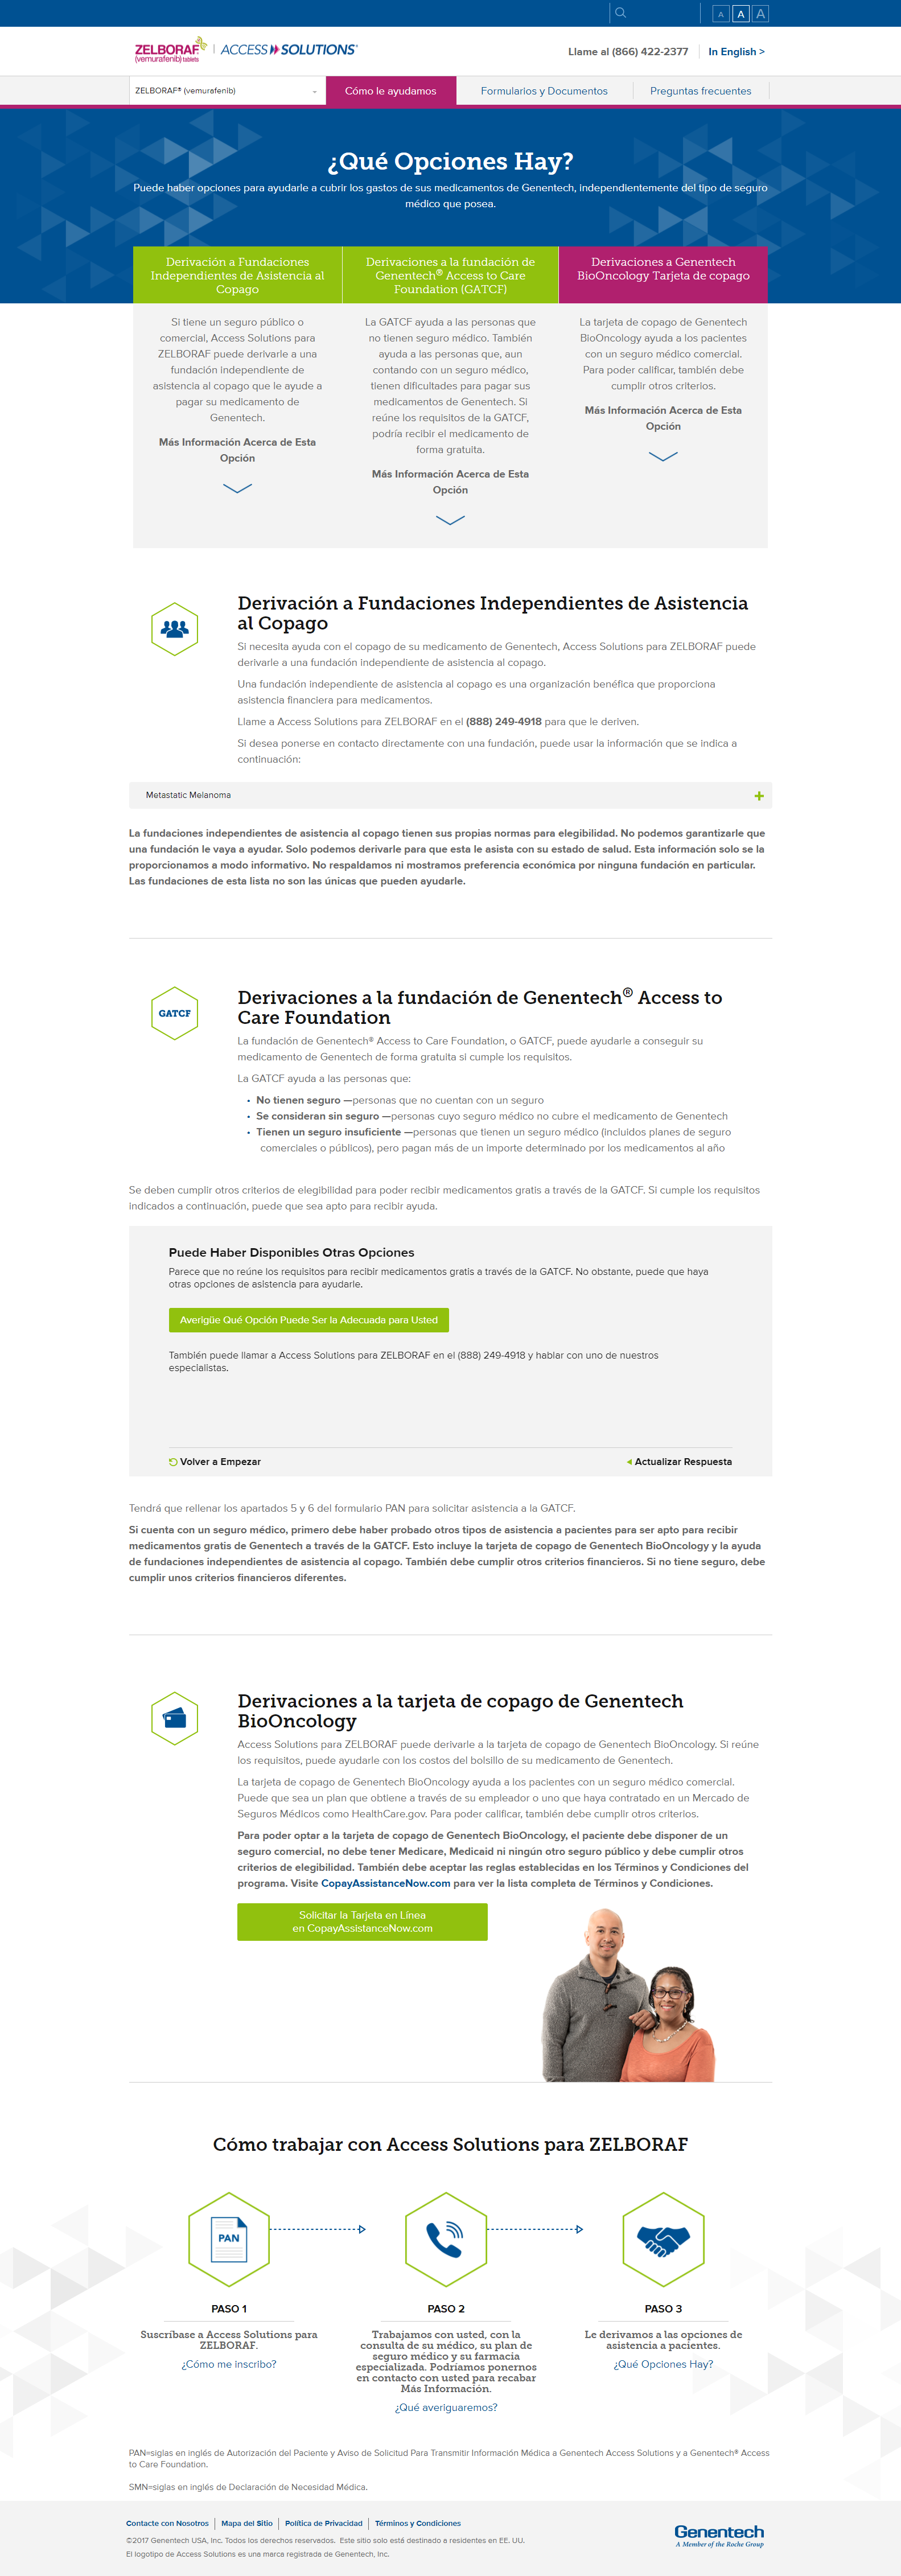 A A A
ZELBORAF® (vemurafenib) tablets | ACCESS SOLUTIONS®
Llame al (866) 422-2377
In English >
ZELBORAF® (vemurafenib)
Cómo le ayudamos
Formularios y Documentos
Preguntas frecuentes
¿Qué Opciones Hay?
Puede haber opciones para ayudarle a cubrir los gastos de sus medicamentos de Genentech, independientemente del tipo de seguro
médico que posea.
Derivación a Fundaciones
Independientes de Asistencia al
Copago
Si tiene un seguro público o
comercial, Access Solutions para
ZELBORAF puede derivarle a una
fundación independiente de
asistencia al copago que le ayude a
pagar su medicamento de
Genentech.
Más Información Acerca de Esta
Opción
Derivaciones a la fundación de
Genentech® Access to Care
Foundation (GATCF)
La GATCF ayuda a las personas que
no tienen seguro médico. También
ayuda a las personas que, aun
contando con un seguro médico,
tienen dificultades para pagar sus
medicamentos de Genentech. Si
reúne los requisitos de la GATCF,
podría recibir el medicamento de
forma gratuita.
Más Información Acerca de Esta
Opción
Derivaciones a Genentech
BioOncology Tarjeta de copago
La tarjeta de copago de Genentech
BioOncology ayuda a los pacientes
con un seguro médico comercial.
Para poder calificar, también debe
cumplir otros criterios.
Más Información Acerca de Esta
Opción
Derivación a Fundaciones Independientes de Asistencia
al Copago
Si necesita ayuda con el copago de su medicamento de Genentech, Access Solutions para ZELBORAF puede
derivarle a una fundación independiente de asistencia al copago.
Una fundación independiente de asistencia al copago es una organización benéfica que proporciona
asistencia financiera para medicamentos.
Llame a Access Solutions para ZELBORAF en el (888) 249-4918 para que le deriven.
Si desea ponerse en contacto directamente con una fundación, puede usar la información que se indica a
continuación:
Metastatic Melanoma
La fundaciones independientes de asistencia al copago tienen sus propias normas para elegibilidad. No podemos garantizarle que
una fundación le vaya a ayudar. Solo podemos derivarle para que esta le asista con su estado de salud. Esta información solo se la
proporcionamos a modo informativo. No respaldamos ni mostramos preferencia económica por ninguna fundación en particular.
Las fundaciones de esta lista no son las únicas que pueden ayudarle.
GATCF
Derivaciones a la fundación de Genentech® Access to
Care Foundation
La fundación de Genentech® Access to Care Foundation, o GATCF, puede ayudarle a conseguir su
medicamento de Genentech de forma gratuita si cumple los requisitos.
La GATCF ayuda a las personas que:
• No tienen seguro —personas que no cuentan con un seguro
• Se consideran sin seguro —personas cuyo seguro médico no cubre el medicamento de Genentech
• Tienen un seguro insuficiente —personas que tienen un seguro médico (incluidos planes de seguro
comerciales o públicos), pero pagan más de un importe determinado por los medicamentos al año
Se deben cumplir otros criterios de elegibilidad para poder recibir medicamentos gratis a través de la GATCF. Si cumple los requisitos
indicados a continuación, puede que sea apto para recibir ayuda.
Puede Haber Disponibles Otras Opciones
Parece que no reúne los requisitos para recibir medicamentos gratis a través de la GATCF. No obstante, puede que haya
otras opciones de asistencia para ayudarle.
Averigüe Qué Opción Puede Ser la Adecuada para Usted
También puede llamar a Access Solutions para ZELBORAF en el (888) 249-4918 y hablar con uno de nuestros
especialistas.
Volver a Empezar
Actualizar Respuesta
Tendrá que rellenar los apartados 5 y 6 del formulario PAN para solicitar asistencia a la GATCF.
Si cuenta con un seguro médico, primero debe haber probado otros tipos de asistencia a pacientes para ser apto para recibir
medicamentos gratis de Genentech a través de la GATCF. Esto incluye la tarjeta de copago de Genentech BioOncology y la ayuda
de fundaciones independientes de asistencia al copago. También debe cumplir otros criterios financieros. Si no tiene seguro, debe
cumplir unos criterios financieros diferentes.
Derivaciones a la tarjeta de copago de Genentech
BioOncology
Access Solutions para ZELBORAF puede derivarle a la tarjeta de copago de Genentech BioOncology. Si reúne
los requisitos, puede ayudarle con los costos del bolsillo de su medicamento de Genentech.
La tarjeta de copago de Genentech BioOncology ayuda a los pacientes con un seguro médico comercial.
Puede que sea un plan que obtiene a través de su empleador o uno que haya contratado en un Mercado de
Seguros Médicos como HealthCare.gov. Para poder calificar, también debe cumplir otros criterios.
Para poder optar a la tarjeta de copago de Genentech BioOncology, el paciente debe disponer de un
seguro comercial, no debe tener Medicare, Medicaid ni ningún otro seguro público y debe cumplir otros
criterios de elegibilidad. También debe aceptar las reglas establecidas en los Términos y Condiciones del
programa. Visite CopayAssistanceNow.com para ver la lista completa de Términos y Condiciones.
Solicitar la Tarjeta en Línea
en CopayAssistanceNow.com
Cómo trabajar con Access Solutions para ZELBORAF
PAN
PASO 1
Suscríbase a Access Solutions para
ZELBORAF.
¿Cómo me inscribo?
PASO 2
Trabajamos con usted, con la
consulta de su médico, su plan de
seguro médico y su farmacia
especializada. Podríamos ponernos
en contacto con usted para recabar
Más Información.
¿Qué averiguaremos?
PASO 3
Le derivamos a las opciones de
asistencia a pacientes.
¿Qué Opciones Hay?
PAN=siglas en inglés de Autorización del Paciente y Aviso de Solicitud Para Transmitir Información Médica a Genentech Access Solutions y a Genentech® Access
to Care Foundation.
SMN=siglas en inglés de Declaración de Necesidad Médica.
Contacte con Nosotros | Mapa del Sitio | Política de Privacidad | Términos y Condiciones
©2017 Genentech USA, Inc. Todos los derechos reservados. Este sitio solo está destinado a residentes en EE. UU.
El logotipo de Access Solutions es una marca registrada de Genentech, Inc.
Genentech
A Member of the Roche Group